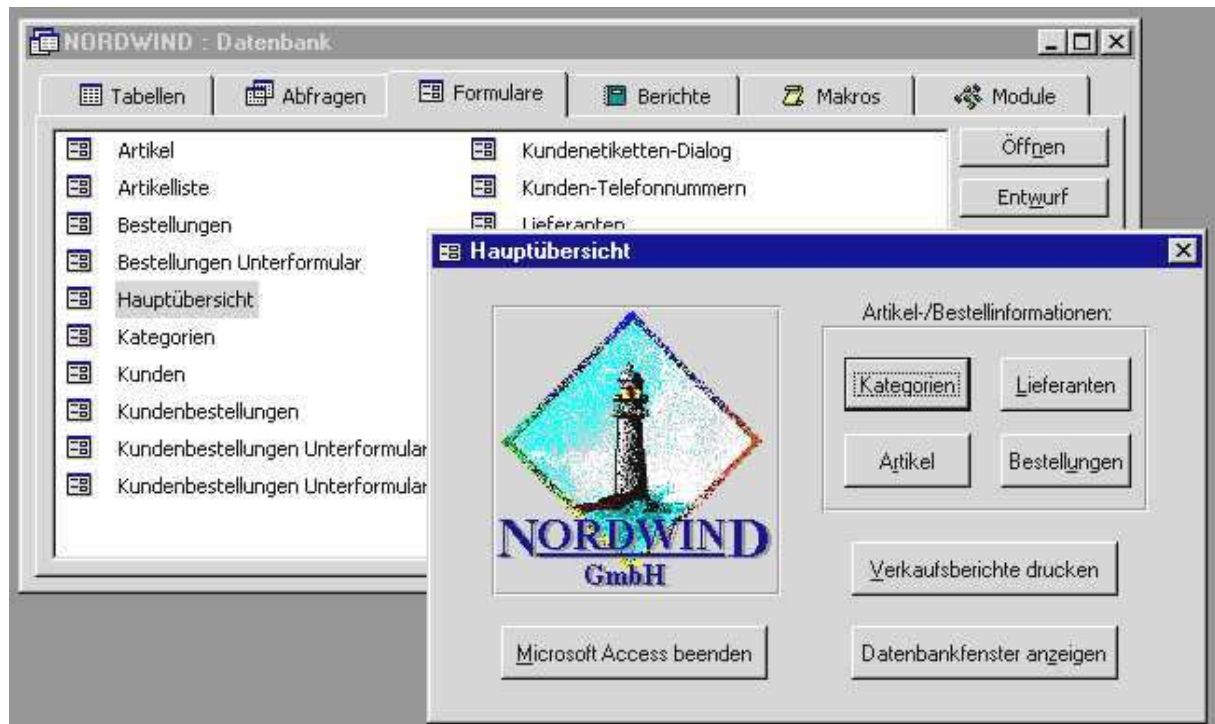 NORDWIND : Datenbank
Tabellen
Abfragen
Formulare
Berichte
Makros
Module
Artikel
Artikelliste
Bestellungen
Bestellungen Unterformular
Hauptübersicht
Kategorien
Kunden
Kundenbestellungen
Kundenbestellungen Unterformular
Kundenbestellungen Unterformular
Kundenetiketten-Dialog
Kunden-Telefonnummern
Lieferanten
Öffnen
Entwurf
Hauptübersicht
NORDWIND
GmbH
Artikel-/Bestellinformationen:
Kategorien
Lieferanten
Artikel
Bestellungen
Verkaufsberichte drucken
Microsoft Access beenden
Datenbankfenster anzeigen